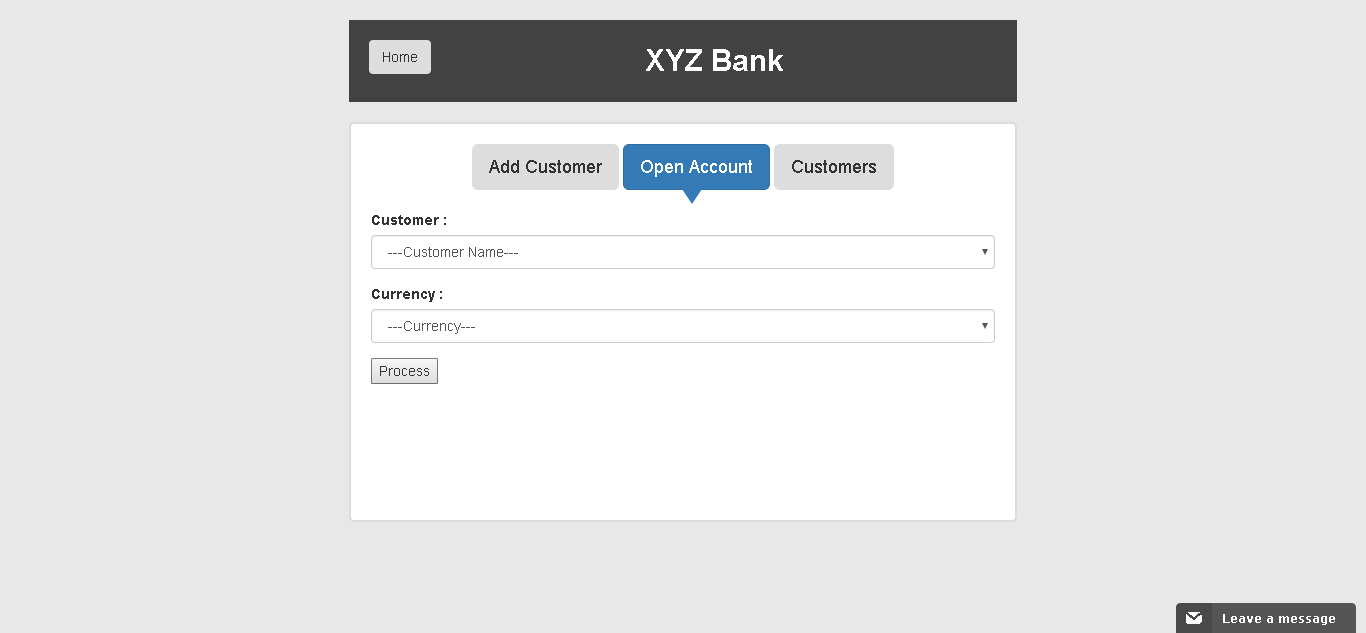 Home
XYZ Bank
Add Customer
Open Account
Customers
Customer :
---Customer Name---
Currency :
---Currency---
Process
Leave a message